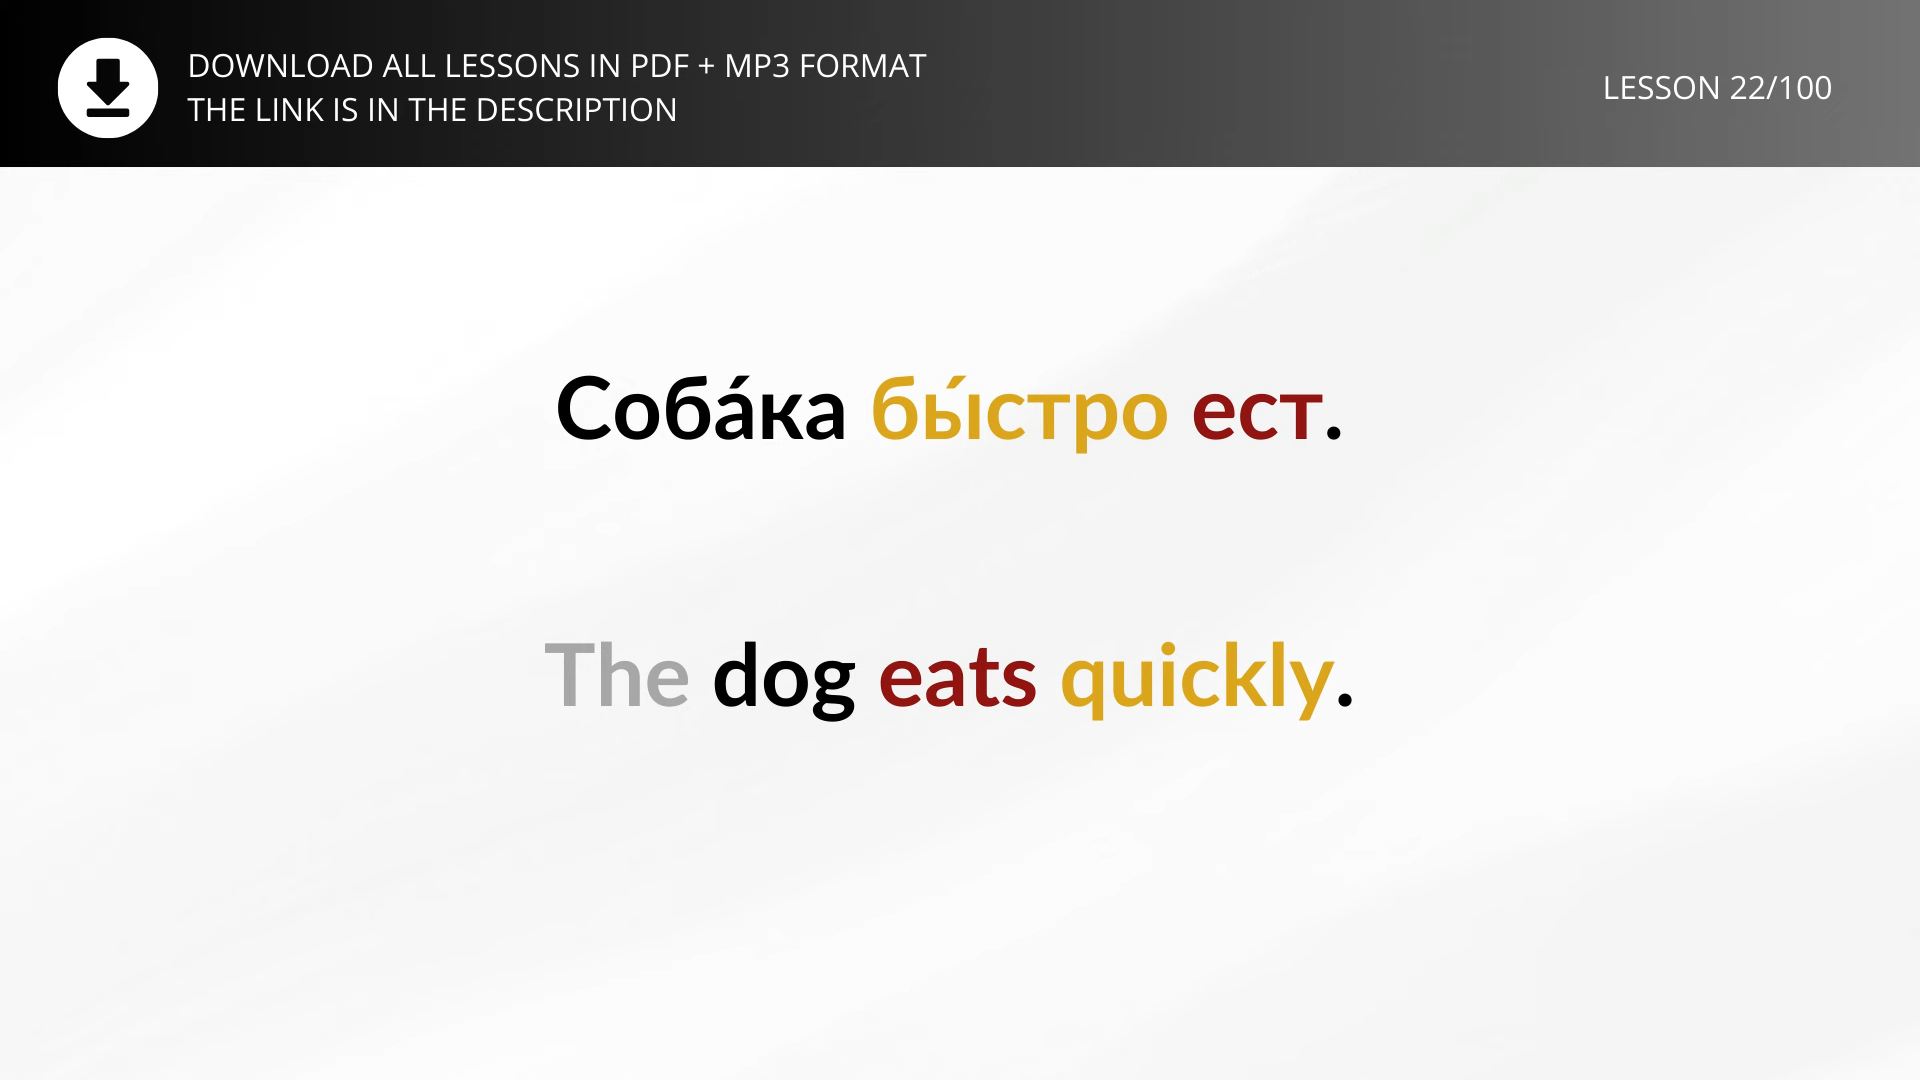 DOWNLOAD ALL LESSONS IN PDF + MP3 FORMAT
THE LINK IS IN THE DESCRIPTION
LESSON 22/100
Соба́ка бы́стро ест.
The dog eats quickly.